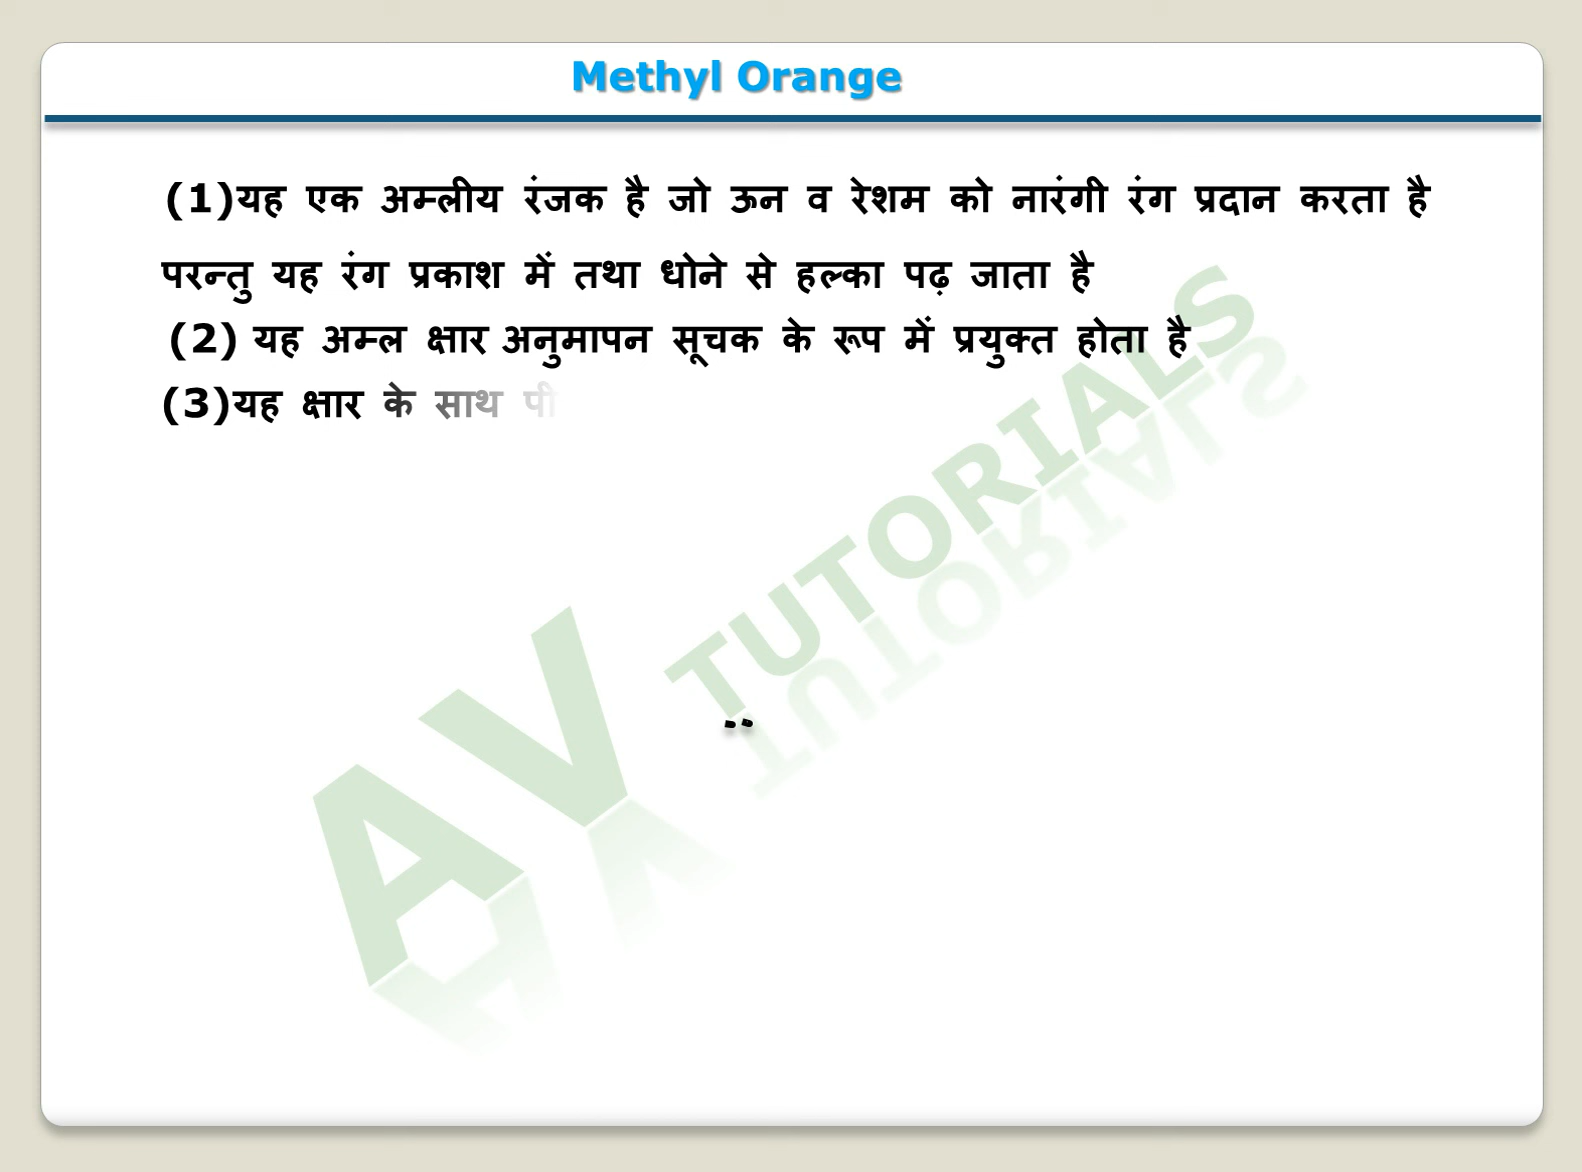 Methyl Orange
(1)यह एक अम्लीय रंजक है जो ऊन व रेशम को नारंगी रंग प्रदान करता है
परन्तु यह रंग प्रकाश में तथा धोने से हल्का पढ़ जाता है
(2) यह अम्ल क्षार अनुमापन सूचक के रूप में प्रयुक्त होता है
(3)यह क्षार के साथ पी
AV TUTORIALS